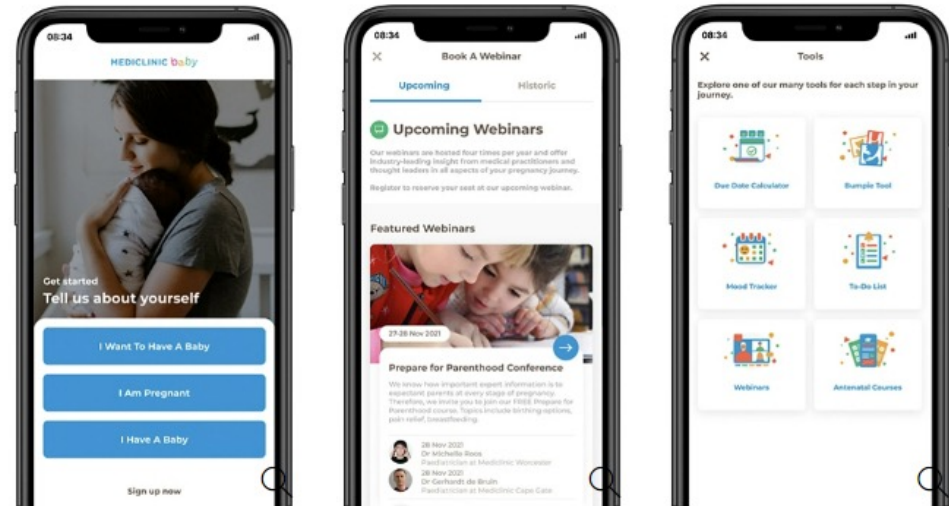 08:34
MEDICLINIC baby
Get started
Tell us about yourself
I Want To Have A Baby
I Am Pregnant
I Have A Baby
Sign up now
08:34
Book A Webinar
Upcoming
Historic
Upcoming Webinars
Our webinars are hosted four times per year and offer
industry-leading insight from medical practitioners and
thought leaders in all aspects of your pregnancy journey.
Register to reserve your seat at our upcoming webinar.
Featured Webinars
27-28 Nov 2021
Prepare for Parenthood Conference
We know how important expert information is to
expectant parents at every stage of pregnancy.
Therefore, we invite you to join our FREE Prepare for
Parenthood course. Topics include birthing options,
pain relief, breastfeeding.
28 Nov 2021
Dr Michelle Roos
Paediatrician at Mediclinic Worcester
28 Nov 2021
Dr Gerhardt de Bruin
Paediatrician at Mediclinic Cape Gate
08:34
Tools
Explore one of our many tools for each step in your
journey.
Due Date Calculator
Bumpie Tool
Mood Tracker
To-Do List
Webinars
Antenatal Courses